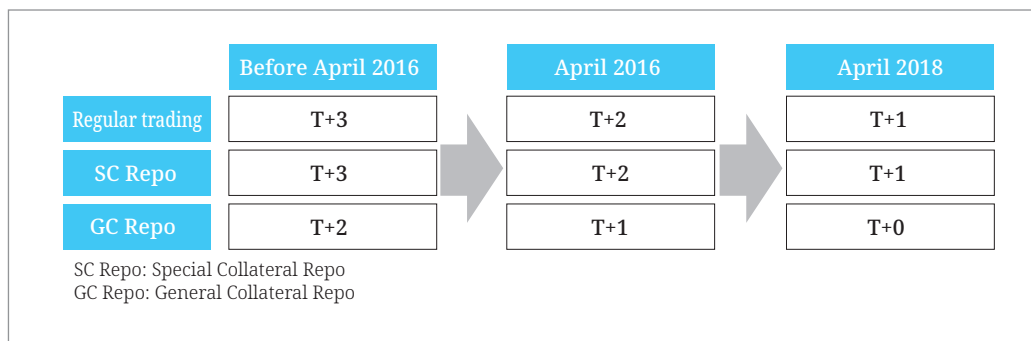 Before April 2016 April 2016 April 2018
Regular trading T+3 T+2 T+1
SC Repo T+3 T+2 T+1
GC Repo T+2 T+1 T+0
SC Repo: Special Collateral Repo
GC Repo: General Collateral Repo